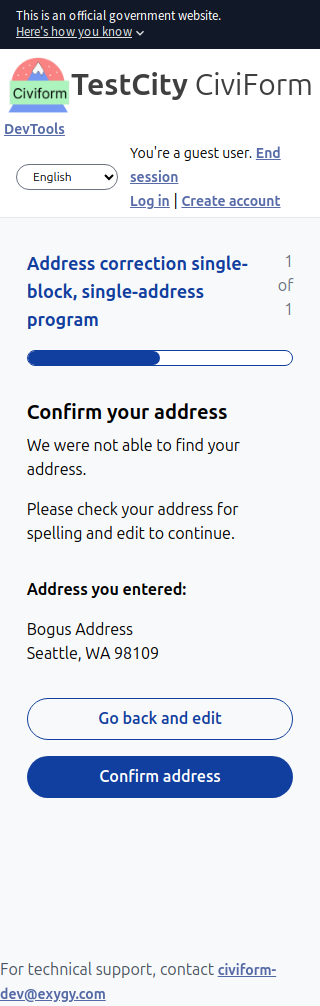 This is an official government website.
Here's how you know
Civiform
TestCity CiviForm
DevTools
English
You're a guest user. End
session
Log in | Create account
Address correction single-
block, single-address
program
1
of
1
Confirm your address
We were not able to find your
address.
Please check your address for
spelling and edit to continue.
Address you entered:
Bogus Address
Seattle, WA 98109
Go back and edit
Confirm address
For technical support, contact civiform-
dev@exygy.com